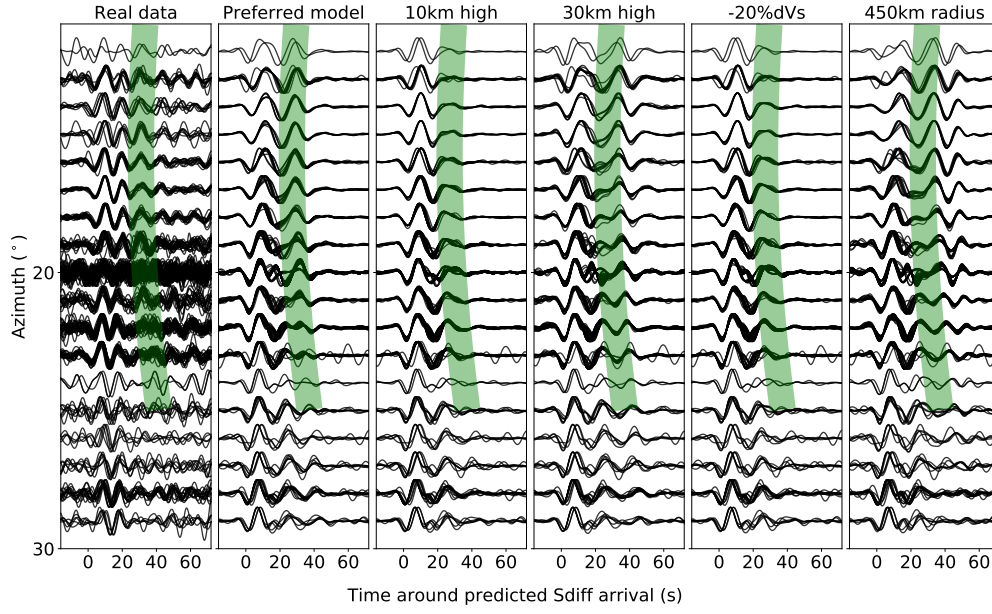 Real data
Preferred model
10km high
30km high
-20%dVs
450km radius
Azimuth (°)
20
30
0 20 40 60
0 20 40 60
0 20 40 60
0 20 40 60
0 20 40 60
0 20 40 60
Time around predicted Sdiff arrival (s)